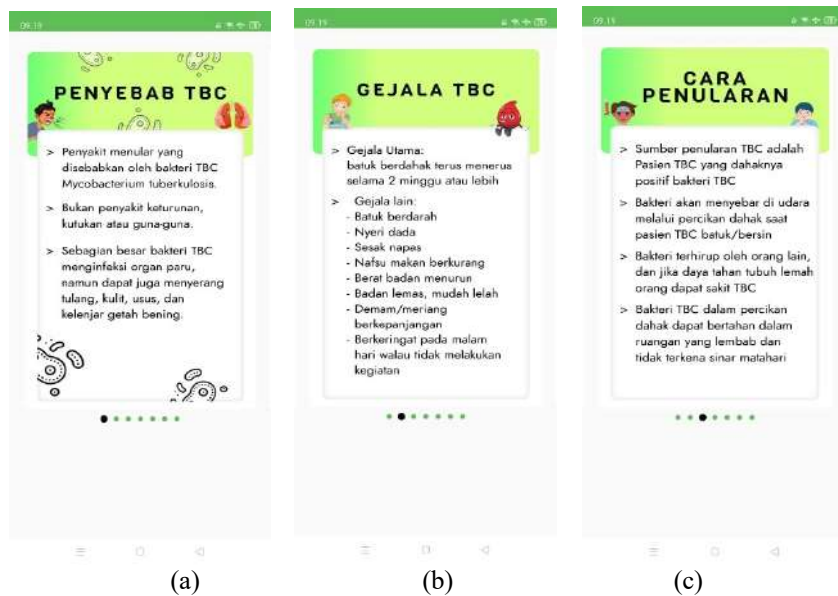 09.19
PENYEBAB TBC
> Penyakit menular yang
disebabkan oleh bakteri TBC
Mycobacterium tuberkulosis.
> Bukan penyakit keturunan,
kutukan atau guna-guna.
> Sebagian besar bakteri TBC
menginfeksi organ paru,
namun dapat juga menyerang
tulang, kulit, usus, dan
kelenjar getah bening.
(a)
09.19
GEJALA TBC
> Gejala Utama:
batuk berdahak terus menerus
selama 2 minggu atau lebih
> Gejala lain:
- Batuk berdarah
- Nyeri dada
- Sesak napas
- Nafsu makan berkurang
- Berat badan menurun
- Badan lemas, mudah lelah
- Demam/meriang
berkepanjangan
- Berkeringat pada malam
hari walau tidak melakukan
kegiatan
(b)
09.19
CARA
PENULARAN
> Sumber penularan TBC adalah
Pasien TBC yang dahaknya
positif bakteri TBC
> Bakteri akan menyebar di udara
melalui percikan dahak saat
pasien TBC batuk/bersin
> Bakteri terhirup oleh orang lain,
dan jika daya tahan tubuh lemah
orang dapat sakit TBC
> Bakteri TBC dalam percikan
dahak dapat bertahan dalam
ruangan yang lembab dan
tidak terkena sinar matahari
(c)